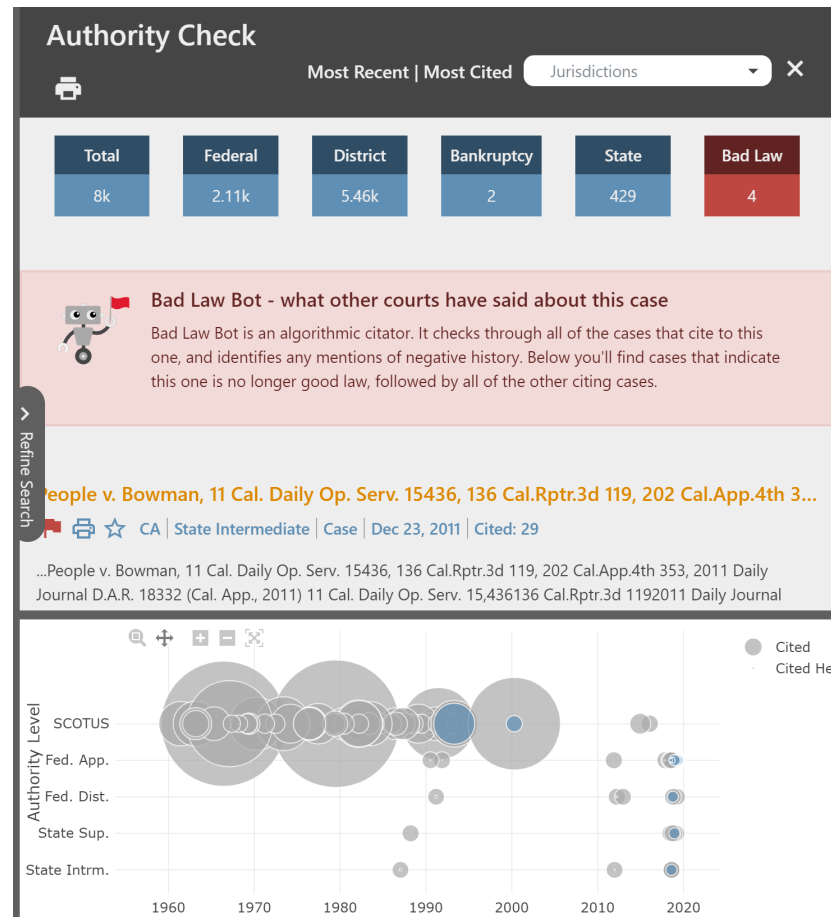 Authority Check
Most Recent | Most Cited Jurisdictions
Total Federal District Bankruptcy State Bad Law
8k 2.11k 5.46k 2 429 4
Bad Law Bot - what other courts have said about this case
Bad Law Bot is an algorithmic citator. It checks through all of the cases that cite to this
one, and identifies any mentions of negative history. Below you'll find cases that indicate
this one is no longer good law, followed by all of the other citing cases.
Refine Search
People v. Bowman, 11 Cal. Daily Op. Serv. 15436, 136 Cal.Rptr.3d 119, 202 Cal.App.4th 3...
CA | State Intermediate | Case | Dec 23, 2011 | Cited: 29
...People v. Bowman, 11 Cal. Daily Op. Serv. 15436, 136 Cal.Rptr.3d 119, 202 Cal.App.4th 353, 2011 Daily
Journal D.A.R. 18332 (Cal. App., 2011) 11 Cal. Daily Op. Serv. 15,436136 Cal.Rptr.3d 1192011 Daily Journal
Cited
Cited He
Authority Level
SCOTUS
Fed. App.
Fed. Dist.
State Sup.
State Intrm.
1960 1970 1980 1990 2000 2010 2020